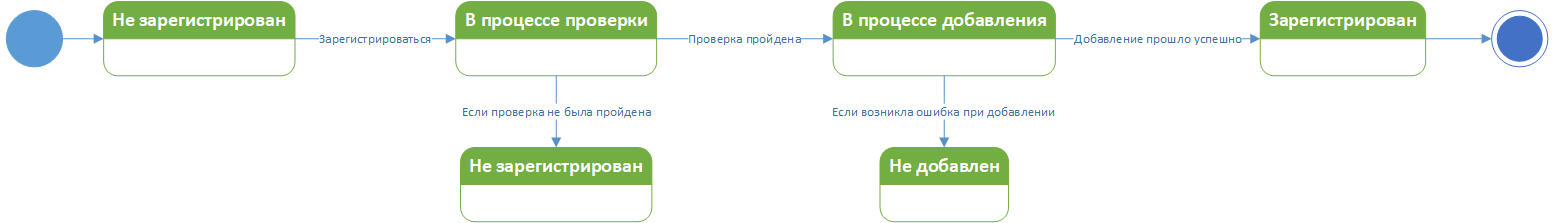 Не зарегистрирован
Зарегистрироваться
В процессе проверки
Проверка пройдена
В процессе добавления
Добавление прошло успешно
Зарегистрирован
Если проверка не была пройдена
Если возникла ошибка при добавлении
Не зарегистрирован
Не добавлен